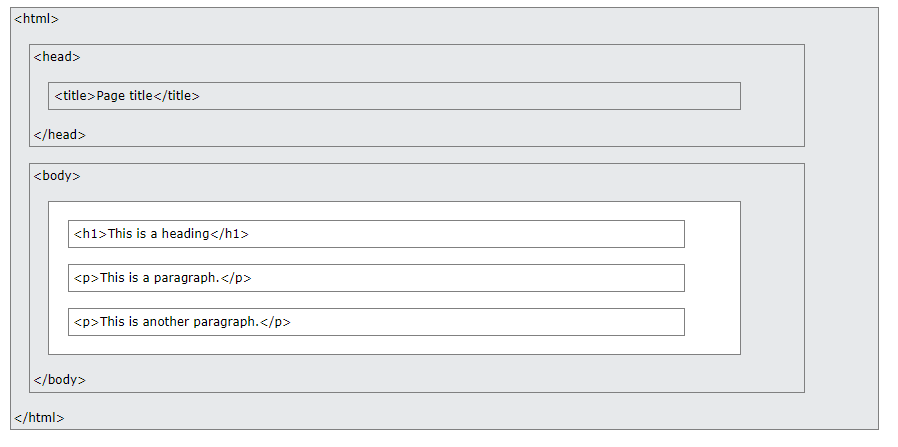 <html>
<head>
<title>Page title</title>
</head>
<body>
<h1>This is a heading</h1>
<p>This is a paragraph.</p>
<p>This is another paragraph.</p>
</body>
</html>